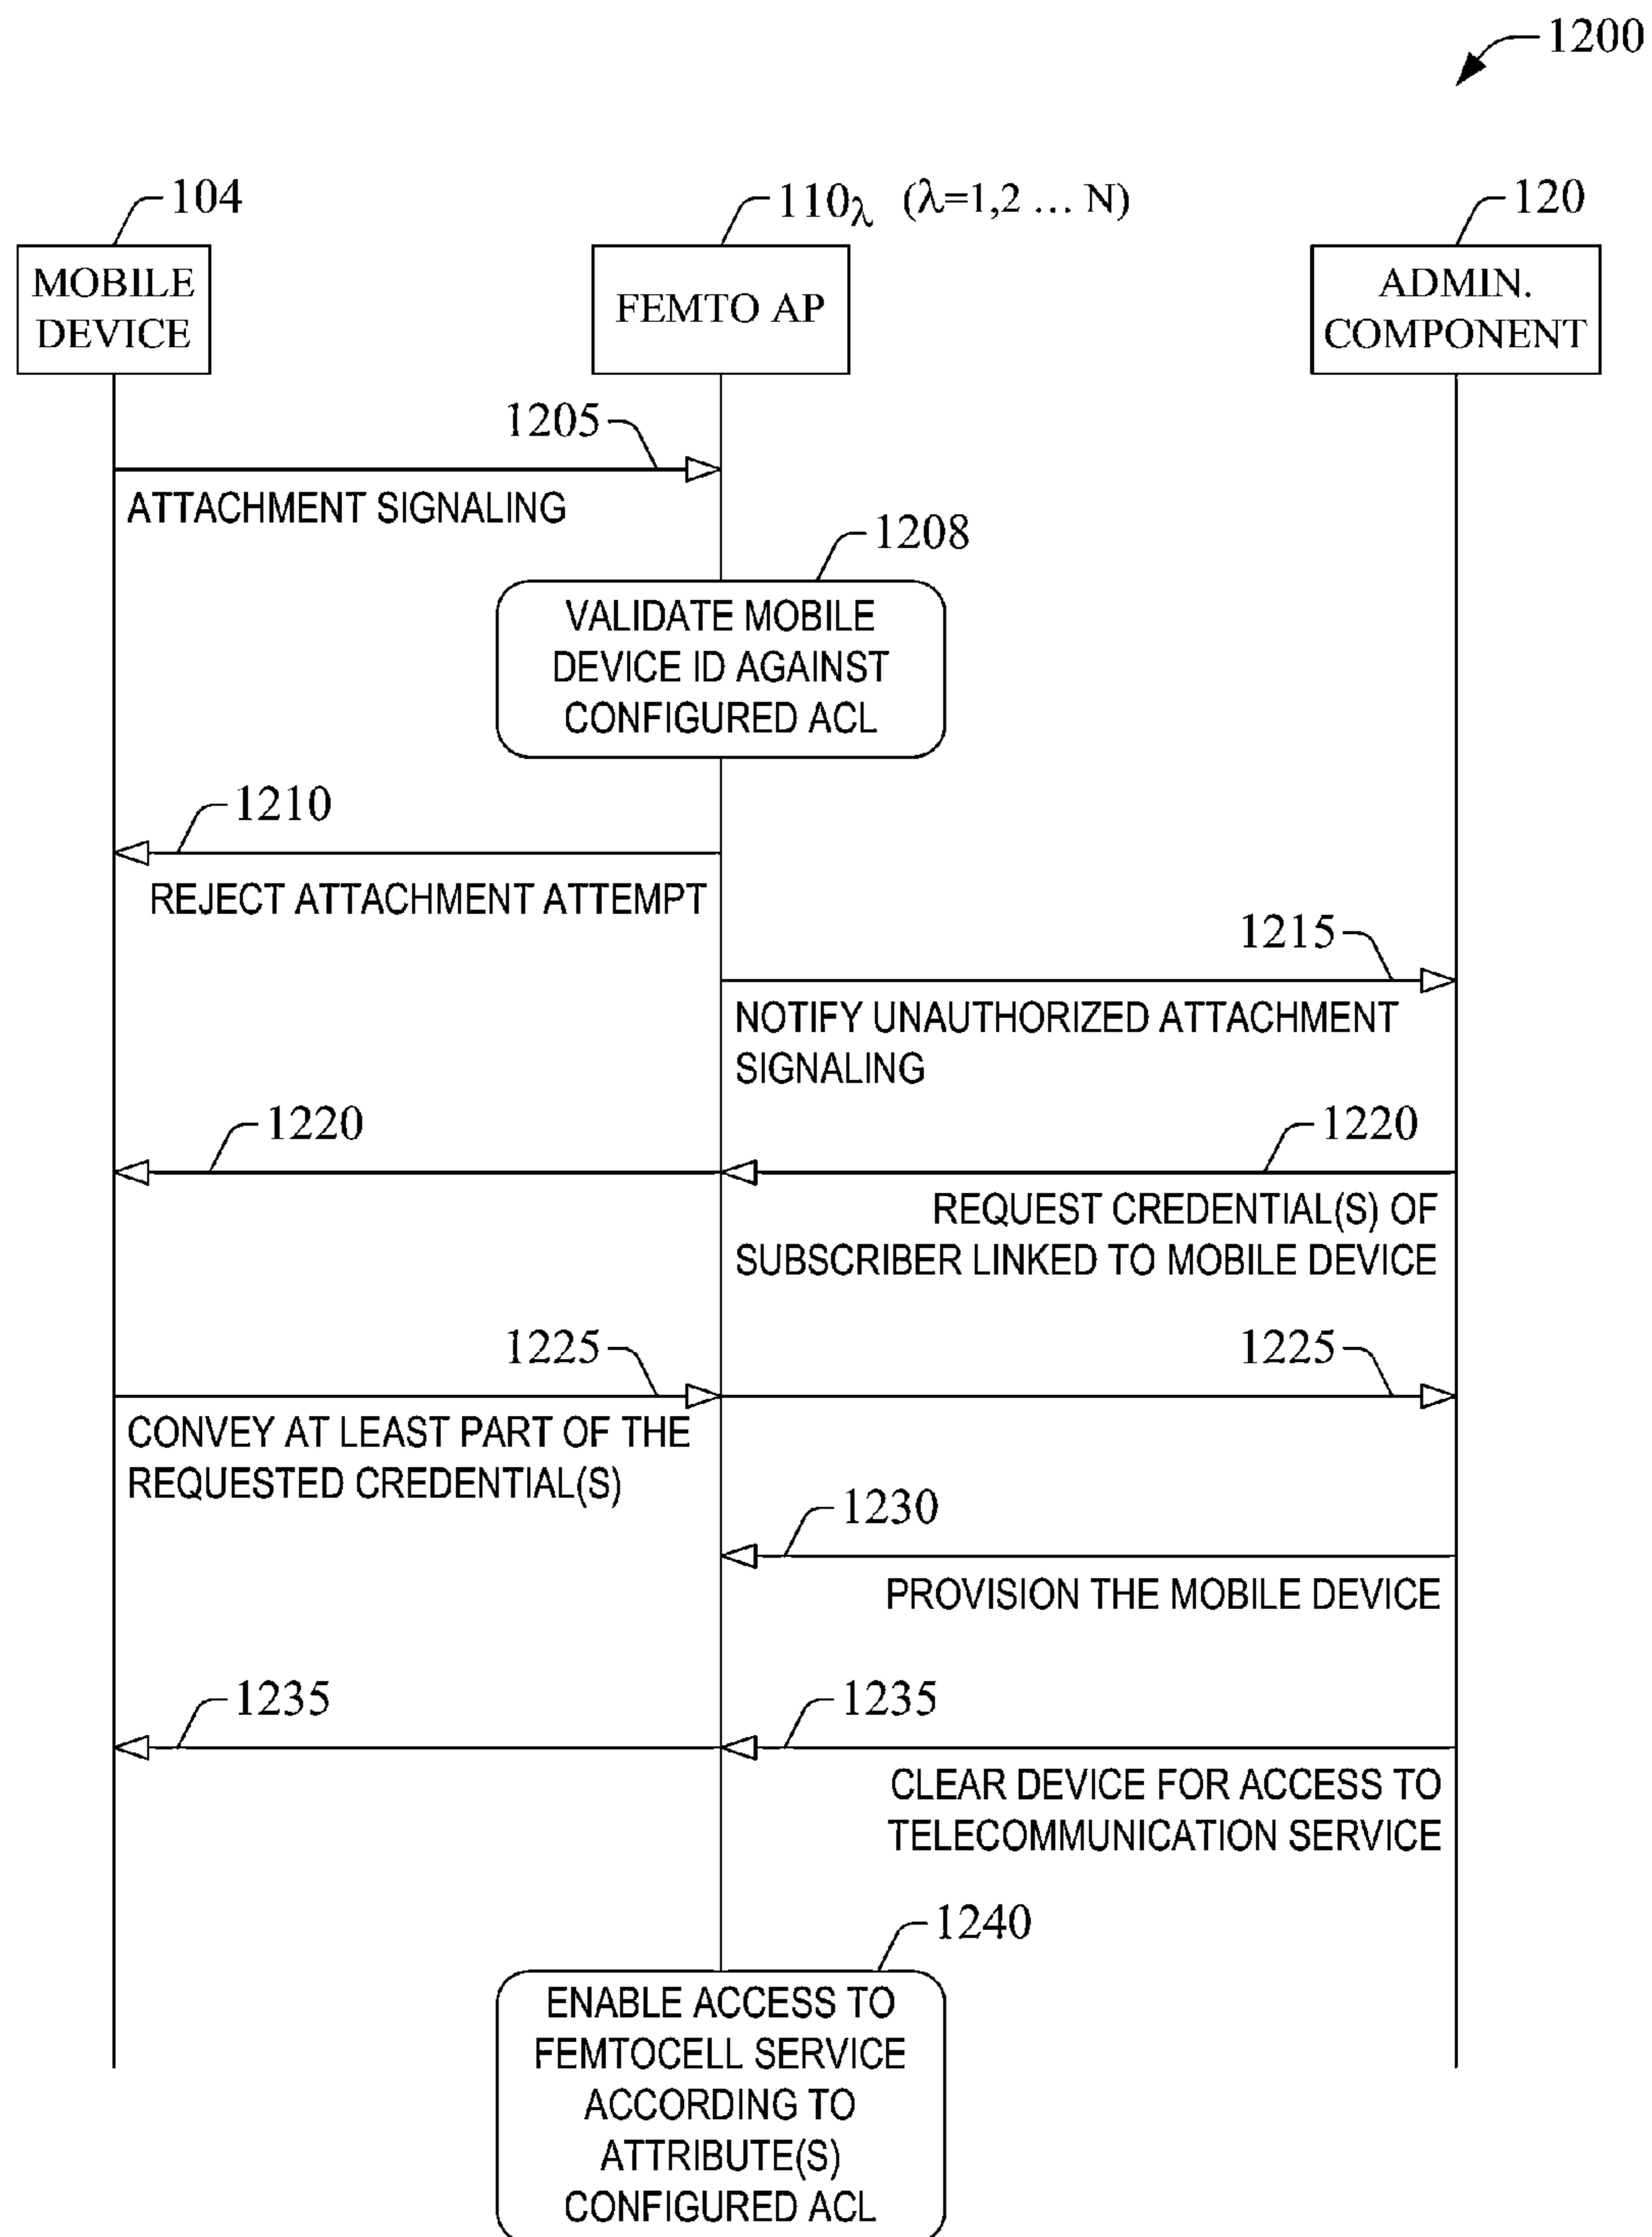 1200
104
110λ (λ=1,2 ... N)
120
MOBILE
DEVICE
FEMTO AP
ADMIN.
COMPONENT
1205
ATTACHMENT SIGNALING
1208
VALIDATE MOBILE
DEVICE ID AGAINST
CONFIGURED ACL
1210
REJECT ATTACHMENT ATTEMPT
1215
NOTIFY UNAUTHORIZED ATTACHMENT
SIGNALING
1220
1220
REQUEST CREDENTIAL(S) OF
SUBSCRIBER LINKED TO MOBILE DEVICE
1225
1225
CONVEY AT LEAST PART OF THE
REQUESTED CREDENTIAL(S)
1230
PROVISION THE MOBILE DEVICE
1235
1235
CLEAR DEVICE FOR ACCESS TO
TELECOMMUNICATION SERVICE
1240
ENABLE ACCESS TO
FEMTOCELL SERVICE
ACCORDING TO
ATTRIBUTE(S)
CONFIGURED ACL